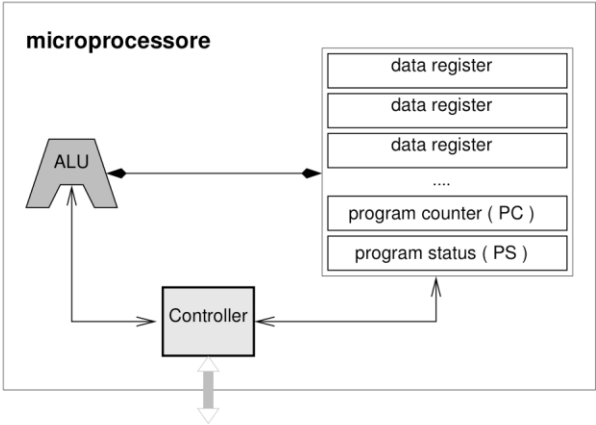 microprocessore
data register
data register
data register
....
program counter ( PC )
program status ( PS )
ALU
Controller